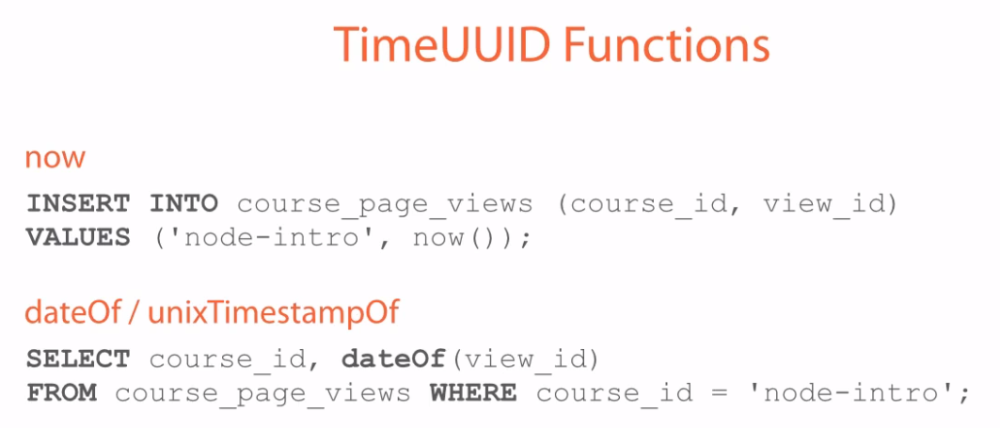 TimeUUID Functions
now
INSERT INTO course_page_views (course_id, view_id)
VALUES ('node-intro', now());
dateOf / unixTimestampOf
SELECT course_id, dateOf(view_id)
FROM course_page_views WHERE course_id = 'node-intro';